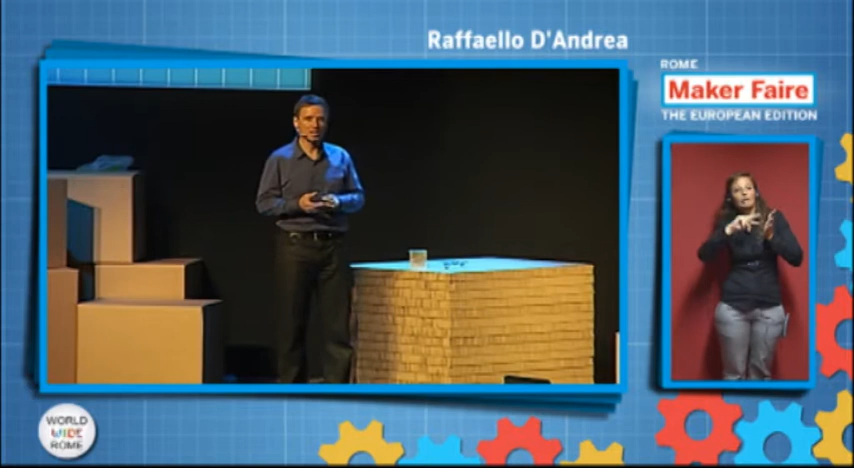 Raffaello D'Andrea
ROME
Maker Faire
THE EUROPEAN EDITION
WORLD
WIDE
ROME